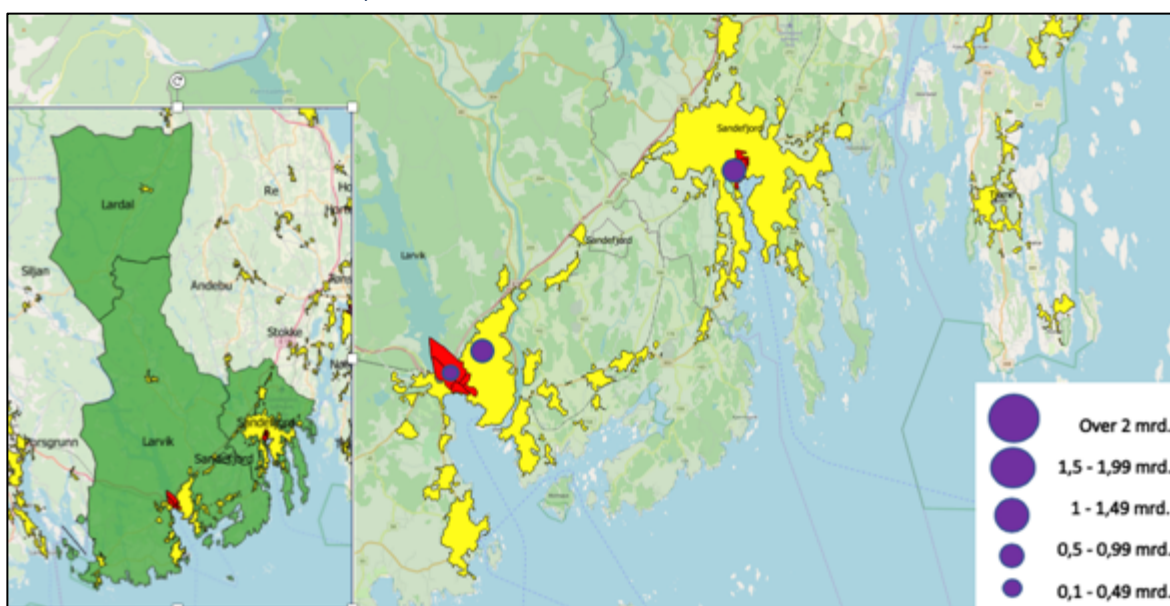 Lardal
Re
Siljan
Andebu
Stokke
Larvik
Sandefjord
Sandefjord
Larvik
Sandefjord
Sandefjord
Over 2 mrd.
1,5 - 1,99 mrd.
1 - 1,49 mrd.
0,5 - 0,99 mrd.
0,1 - 0,49 mrd.